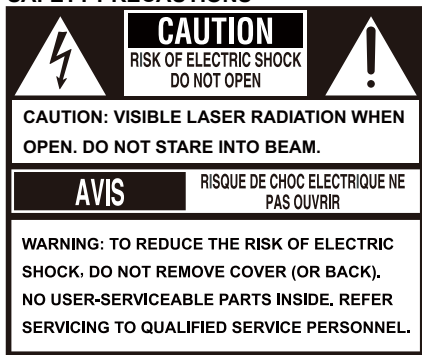 SAFETY PRECAUTIONS
CAUTION
RISK OF ELECTRIC SHOCK
DO NOT OPEN
CAUTION: VISIBLE LASER RADIATION WHEN
OPEN. DO NOT STARE INTO BEAM.
AVIS
RISQUE DE CHOC ELECTRIQUE NE
PAS OUVRIR
WARNING: TO REDUCE THE RISK OF ELECTRIC
SHOCK, DO NOT REMOVE COVER (OR BACK).
NO USER-SERVICEABLE PARTS INSIDE. REFER
SERVICING TO QUALIFIED SERVICE PERSONNEL.